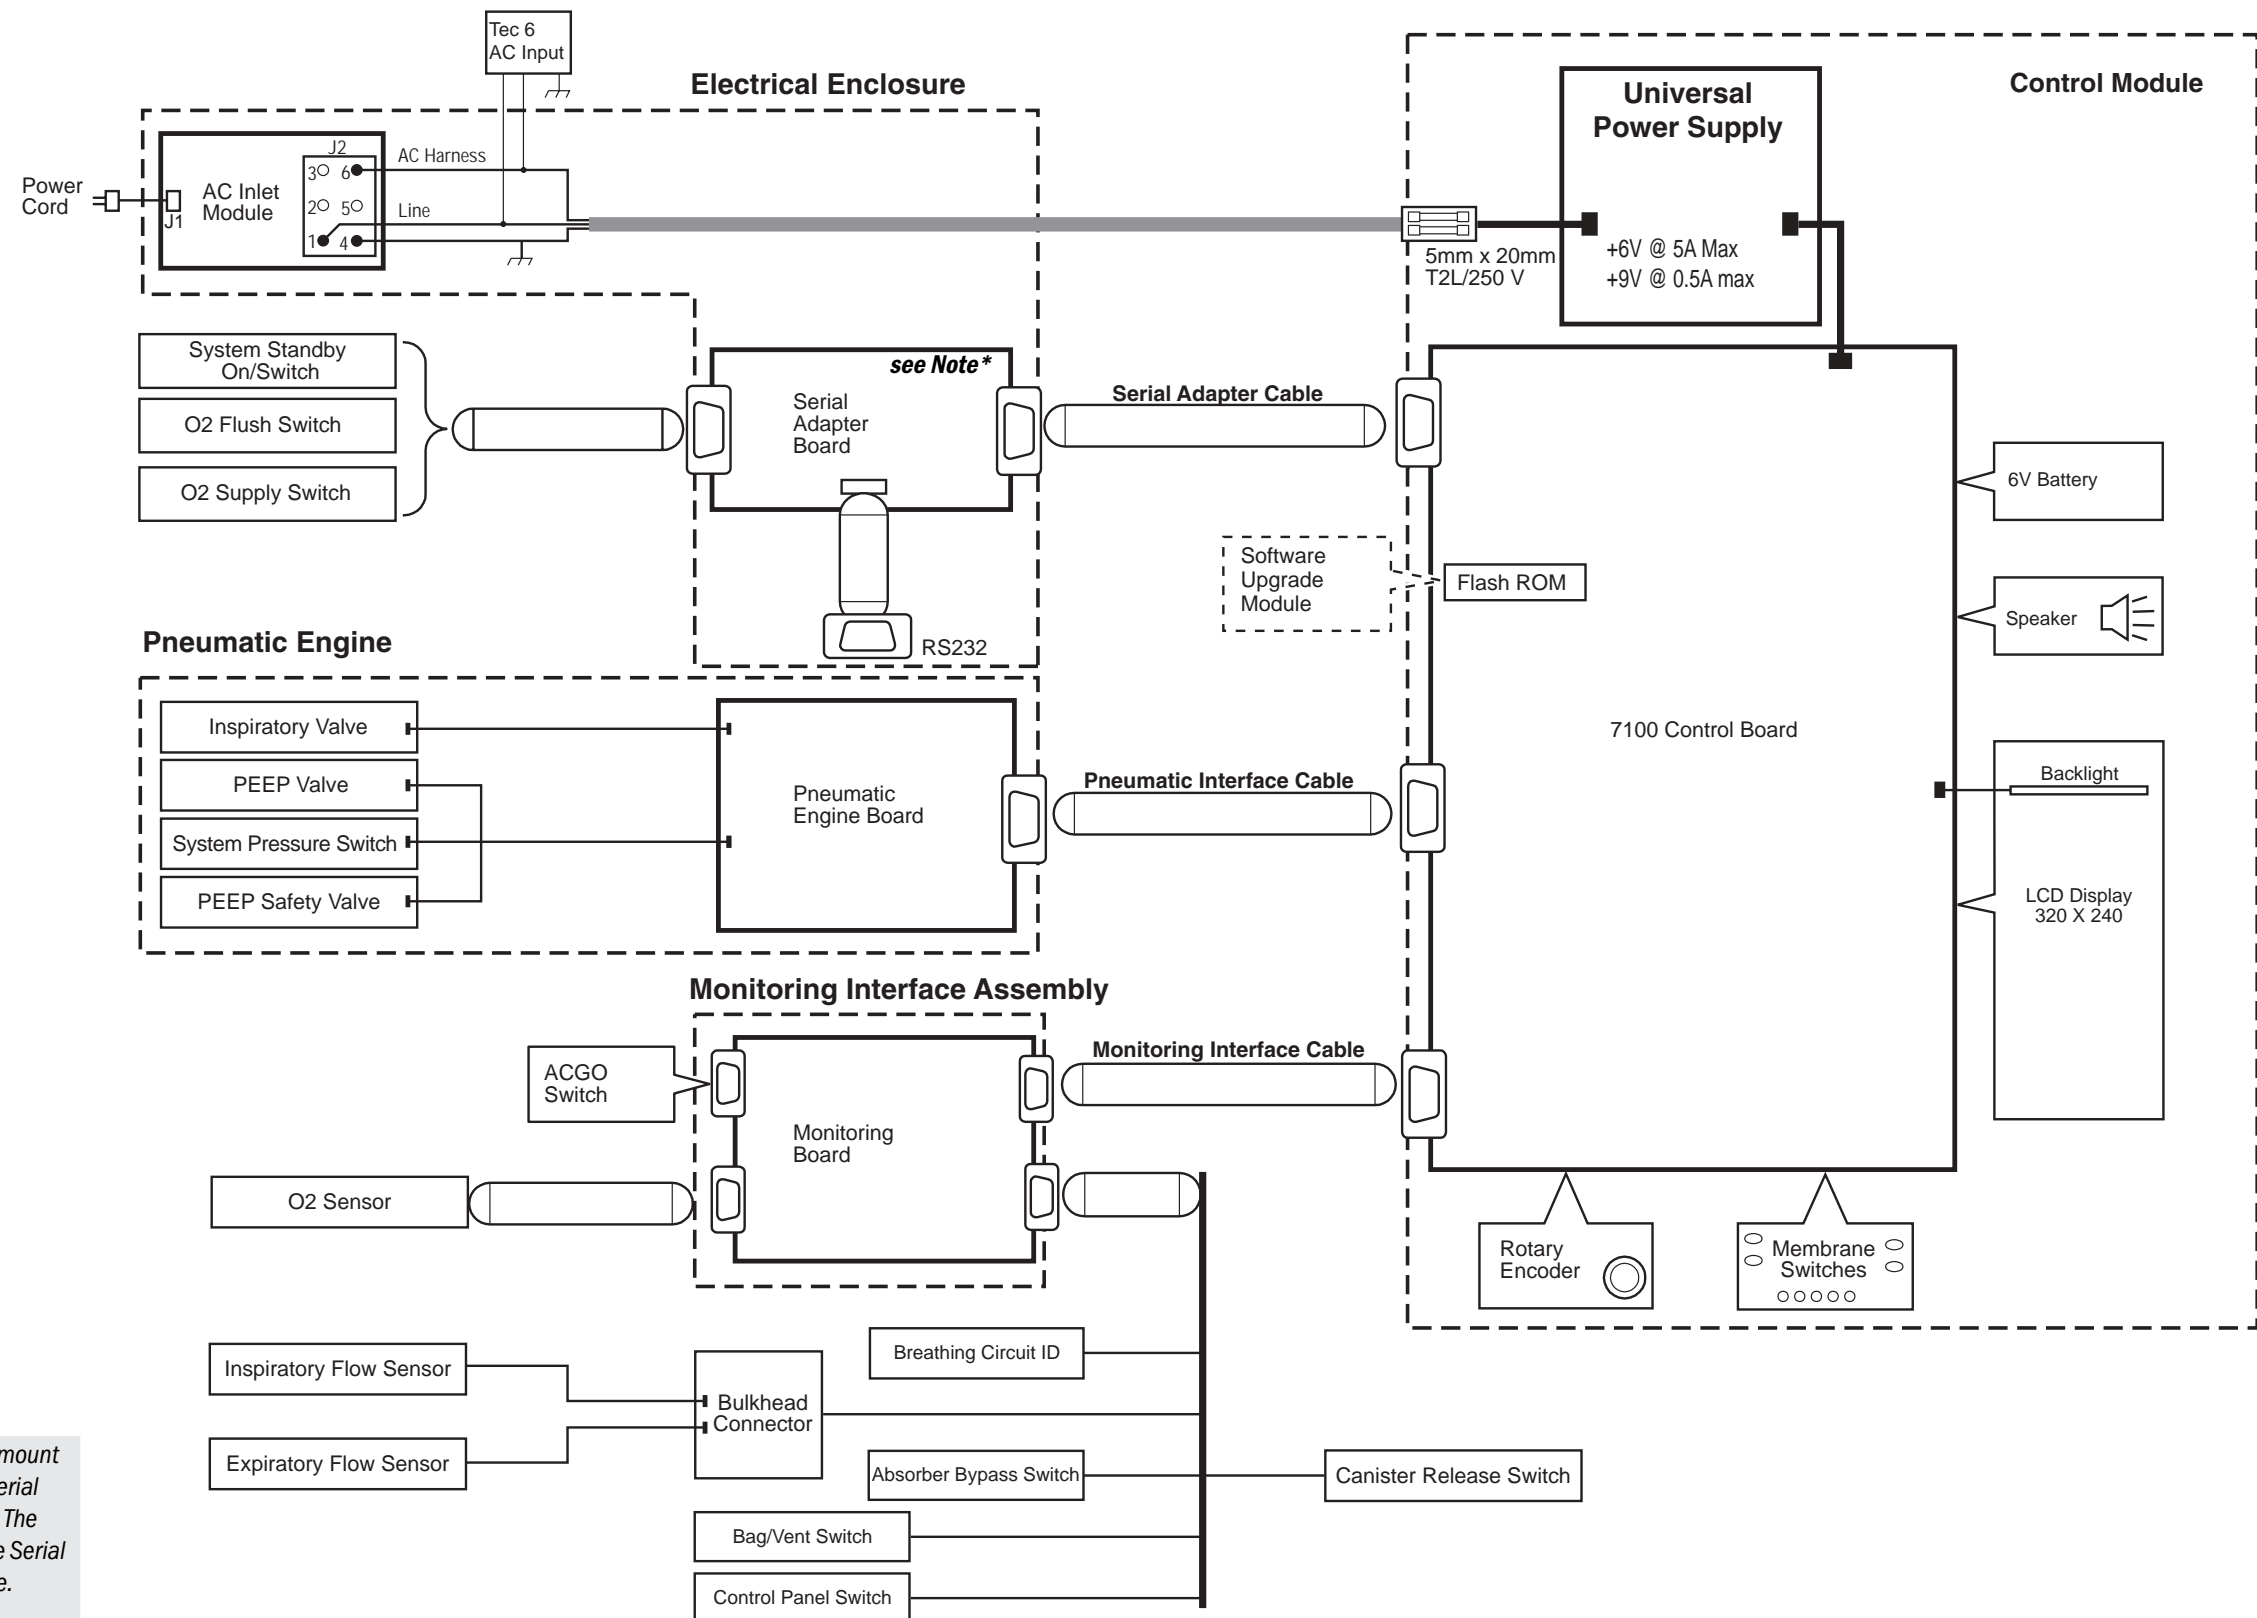 Tec 6
AC Input
Electrical Enclosure
Control Module
Universal
Power Supply
+6V @ 5A Max
+9V @ 0.5A max
5mm x 20mm
T2L/250 V
Power
Cord
J1
AC Inlet
Module
J2
3 6
2 5
1 4
AC Harness
Line
System Standby
On/Switch
O2 Flush Switch
O2 Supply Switch
see Note*
Serial
Adapter
Board
Serial Adapter Cable
RS232
Software
Upgrade
Module
Flash ROM
6V Battery
Speaker
7100 Control Board
Backlight
LCD Display
320 X 240
Pneumatic Engine
Inspiratory Valve
PEEP Valve
System Pressure Switch
PEEP Safety Valve
Pneumatic
Engine Board
Pneumatic Interface Cable
Monitoring Interface Assembly
ACGO
Switch
Monitoring
Board
Monitoring Interface Cable
O2 Sensor
Rotary
Encoder
Membrane
Switches
Inspiratory Flow Sensor
Expiratory Flow Sensor
Bulkhead
Connector
Breathing Circuit ID
Absorber Bypass Switch
Canister Release Switch
Bag/Vent Switch
Control Panel Switch
mount
erial
The
e Serial
e.